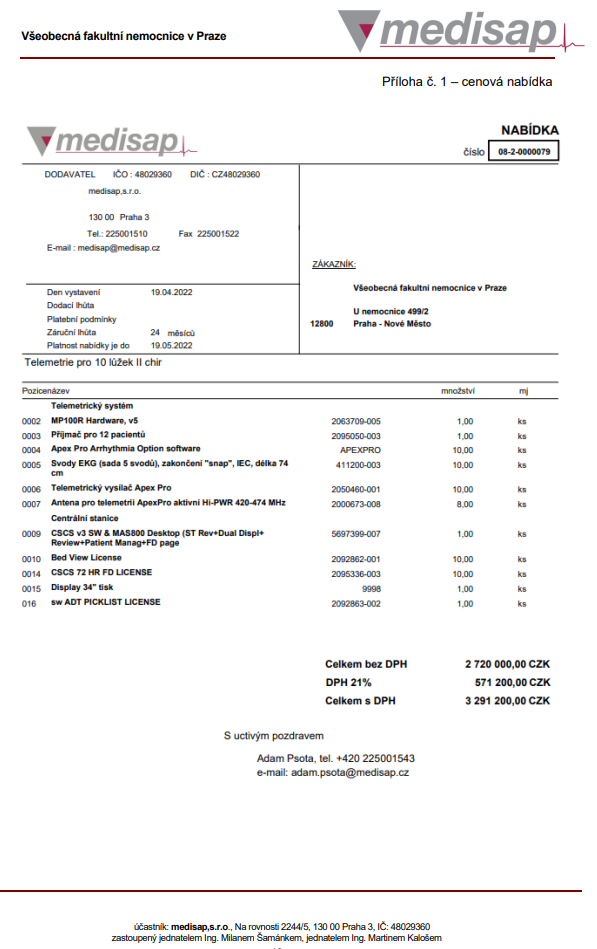 Všeobecná fakultní nemocnice v Praze
medisap
Příloha č. 1 – cenová nabídka
medisap
NABÍDKA
číslo 08-2-0000079
DODAVATEL IČO : 48029360 DIČ : CZ48029360
medisap,s.r.o.
130 00 Praha 3
Tel.: 225001510 Fax 225001522
E-mail : medisap@medisap.cz
ZÁKAZNÍK:
Všeobecná fakultní nemocnice v Praze
U nemocnice 499/2
12800 Praha - Nové Město
Den vystavení 19.04.2022
Dodací lhůta
Platební podmínky
Záruční lhůta 24 měsíců
Platnost nabídky je do 19.05.2022
Telemetrie pro 10 lůžek II chir
Pozicenázev množství mj
Telemetrický systém
0002 MP100R Hardware, v5 2063709-005 1,00 ks
0003 Příjmač pro 12 pacientů 2095050-003 1,00 ks
0004 Apex Pro Arrhythmia Option software APEXPRO 10,00 ks
0005 Svody EKG (sada 5 svodů), zakončení "snap", IEC, délka 74 411200-003 10,00 ks
cm
0006 Telemetrický vysílač Apex Pro 2050460-001 10,00 ks
0007 Antena pro telemetrii ApexPro aktivní Hi-PWR 420-474 MHz 2000673-008 8,00 ks
Centrální stanice
0009 CSCS v3 SW & MAS800 Desktop (ST Rev+Dual Displ+ 5697399-007 1,00 ks
Review+Patient Manag+FD page
0010 Bed View License 2092862-001 10,00 ks
0014 CSCS 72 HR FD LICENSE 2095336-003 10,00 ks
0015 Display 34" tisk 9998 1,00 ks
016 sw ADT PICKLIST LICENSE 2092863-002 1,00 ks
Celkem bez DPH 2 720 000,00 CZK
DPH 21% 571 200,00 CZK
Celkem s DPH 3 291 200,00 CZK
S uctivým pozdravem
Adam Psota, tel. +420 225001543
e-mail: adam.psota@medisap.cz
účastník: medisap,s.r.o., Na rovnosti 2244/5, 130 00 Praha 3, IČ: 48029360
zastoupený jednatelem Ing. Milanem Šamánkem, jednatelem Ing. Martinem Kalošem